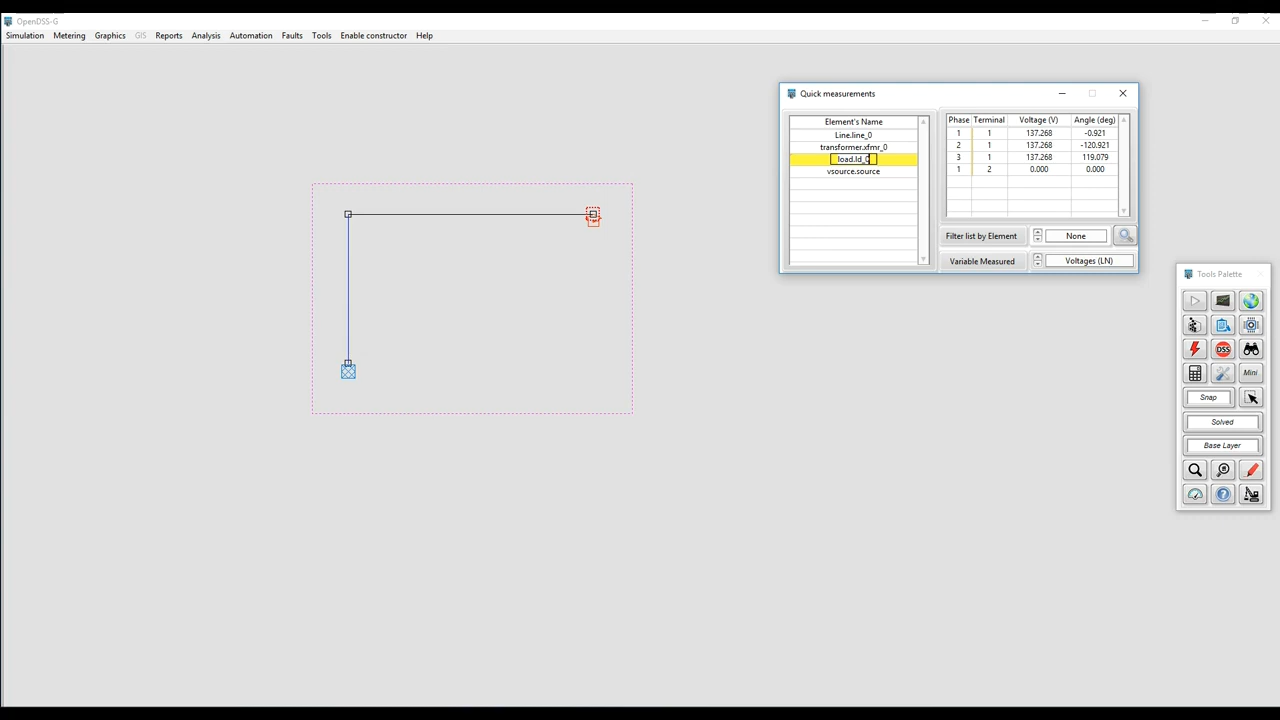 OpenDSS-G
Simulation Metering Graphics GIS Reports Analysis Automation Faults Tools Enable constructor Help
Quick measurements
Element's Name
Line.line_0
transformer.xfmr_0
load.ld_0
vsource.source
Phase Terminal Voltage (V) Angle (deg)
1 1 137.268 -0.921
2 1 137.268 -120.921
3 1 137.268 119.079
1 2 0.000 0.000
Filter list by Element None
Variable Measured Voltages (LN)
Tools Palette
DSS
Mini
Snap
Solved
Base Layer